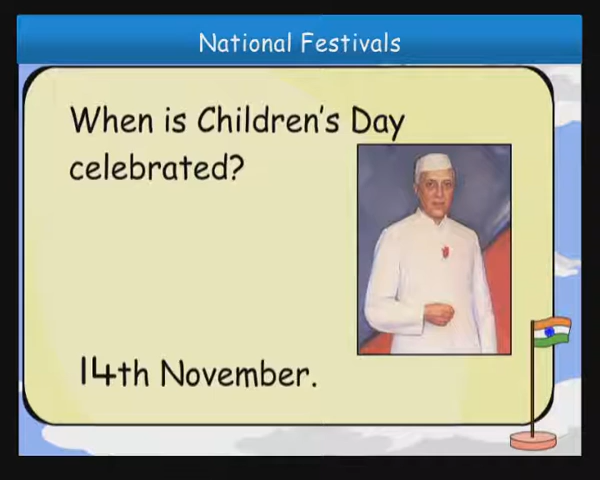 National Festivals
When is Children's Day
celebrated?
14th November.